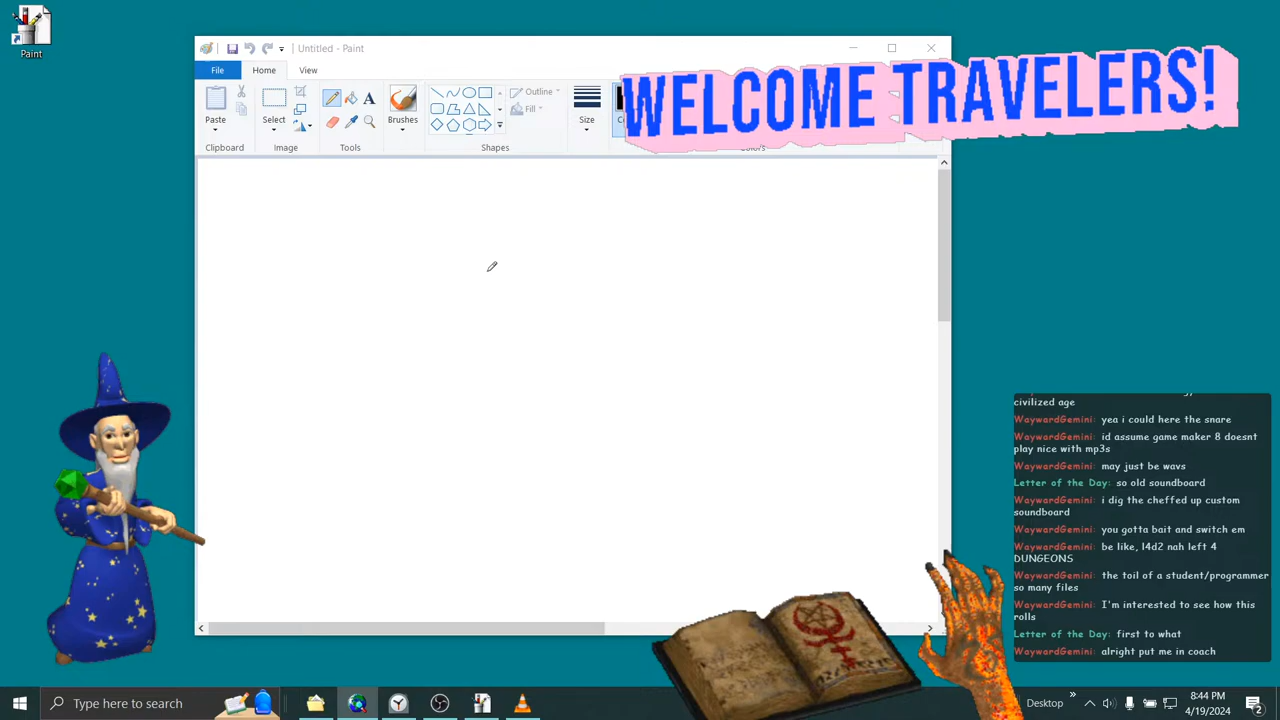 Paint
Untitled - Paint
File
Home
View
WELCOME TRAVELERS!
Paste
Select
Brushes
Outline
Fill
Size
Clipboard
Image
Tools
Shapes
civilized age
WaywardGemini: yea i could here the snare
WaywardGemini: id assume game maker 8 doesnt
play nice with mp3s
WaywardGemini: may just be wavs
Letter of the Day: so old soundboard
WaywardGemini: i dig the cheffed up custom
soundboard
WaywardGemini: you gotta bait and switch em
WaywardGemini: be like, l4d2 nah left 4
DUNGEONS
WaywardGemini: the toil of a student/programmer
so many files
WaywardGemini: I'm interested to see how this
rolls
Letter of the Day: first to what
WaywardGemini: alright put me in coach
Type here to search
Desktop
8:44 PM
4/19/2024
2